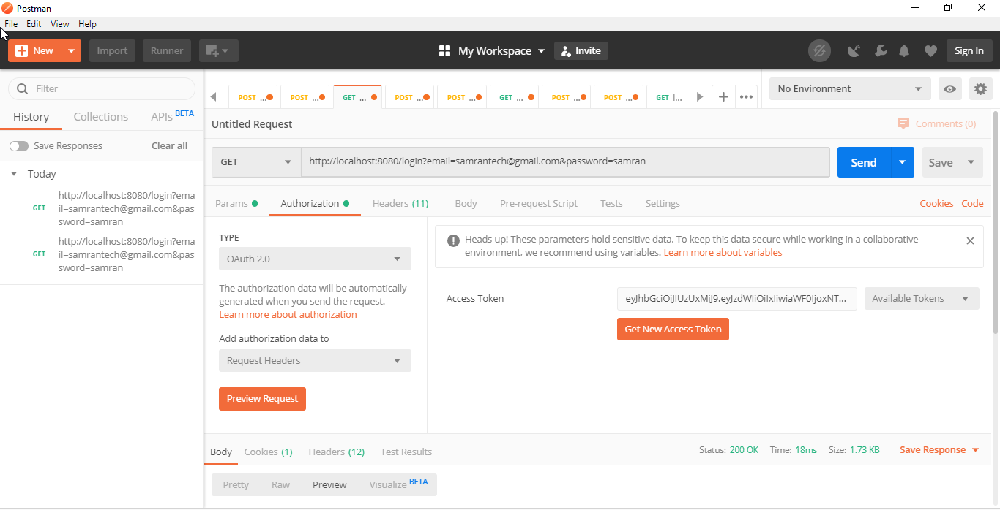 Postman
File Edit View Help
New Import Runner My Workspace Invite Sign In
Filter
History Collections APIs BETA
Save Responses Clear all
Today
GET http://localhost:8080/login?ema
il=samrantech@gmail.com&pas
sword=samran
GET http://localhost:8080/login?ema
il=samrantech@gmail.com&pas
sword=samran
POST ... POST ... GET ... POST ... POST ... GET ... POST ... POST ... GET l... + ••• No Environment
Untitled Request Comments (0)
GET http://localhost:8080/login?email=samrantech@gmail.com&password=samran Send Save
Params Authorization Headers (11) Body Pre-request Script Tests Settings Cookies Code
TYPE
OAuth 2.0
The authorization data will be automatically
generated when you send the request.
Learn more about authorization
Add authorization data to
Request Headers
Preview Request
Heads up! These parameters hold sensitive data. To keep this data secure while working in a collaborative
environment, we recommend using variables. Learn more about variables
Access Token eyJhbGciOiJIUzUxMiJ9.eyJzdWIiOiIxIiwiaWF0IjoxNT... Available Tokens
Get New Access Token
Body Cookies (1) Headers (12) Test Results Status: 200 OK Time: 18ms Size: 1.73 KB Save Response
Pretty Raw Preview Visualize BETA